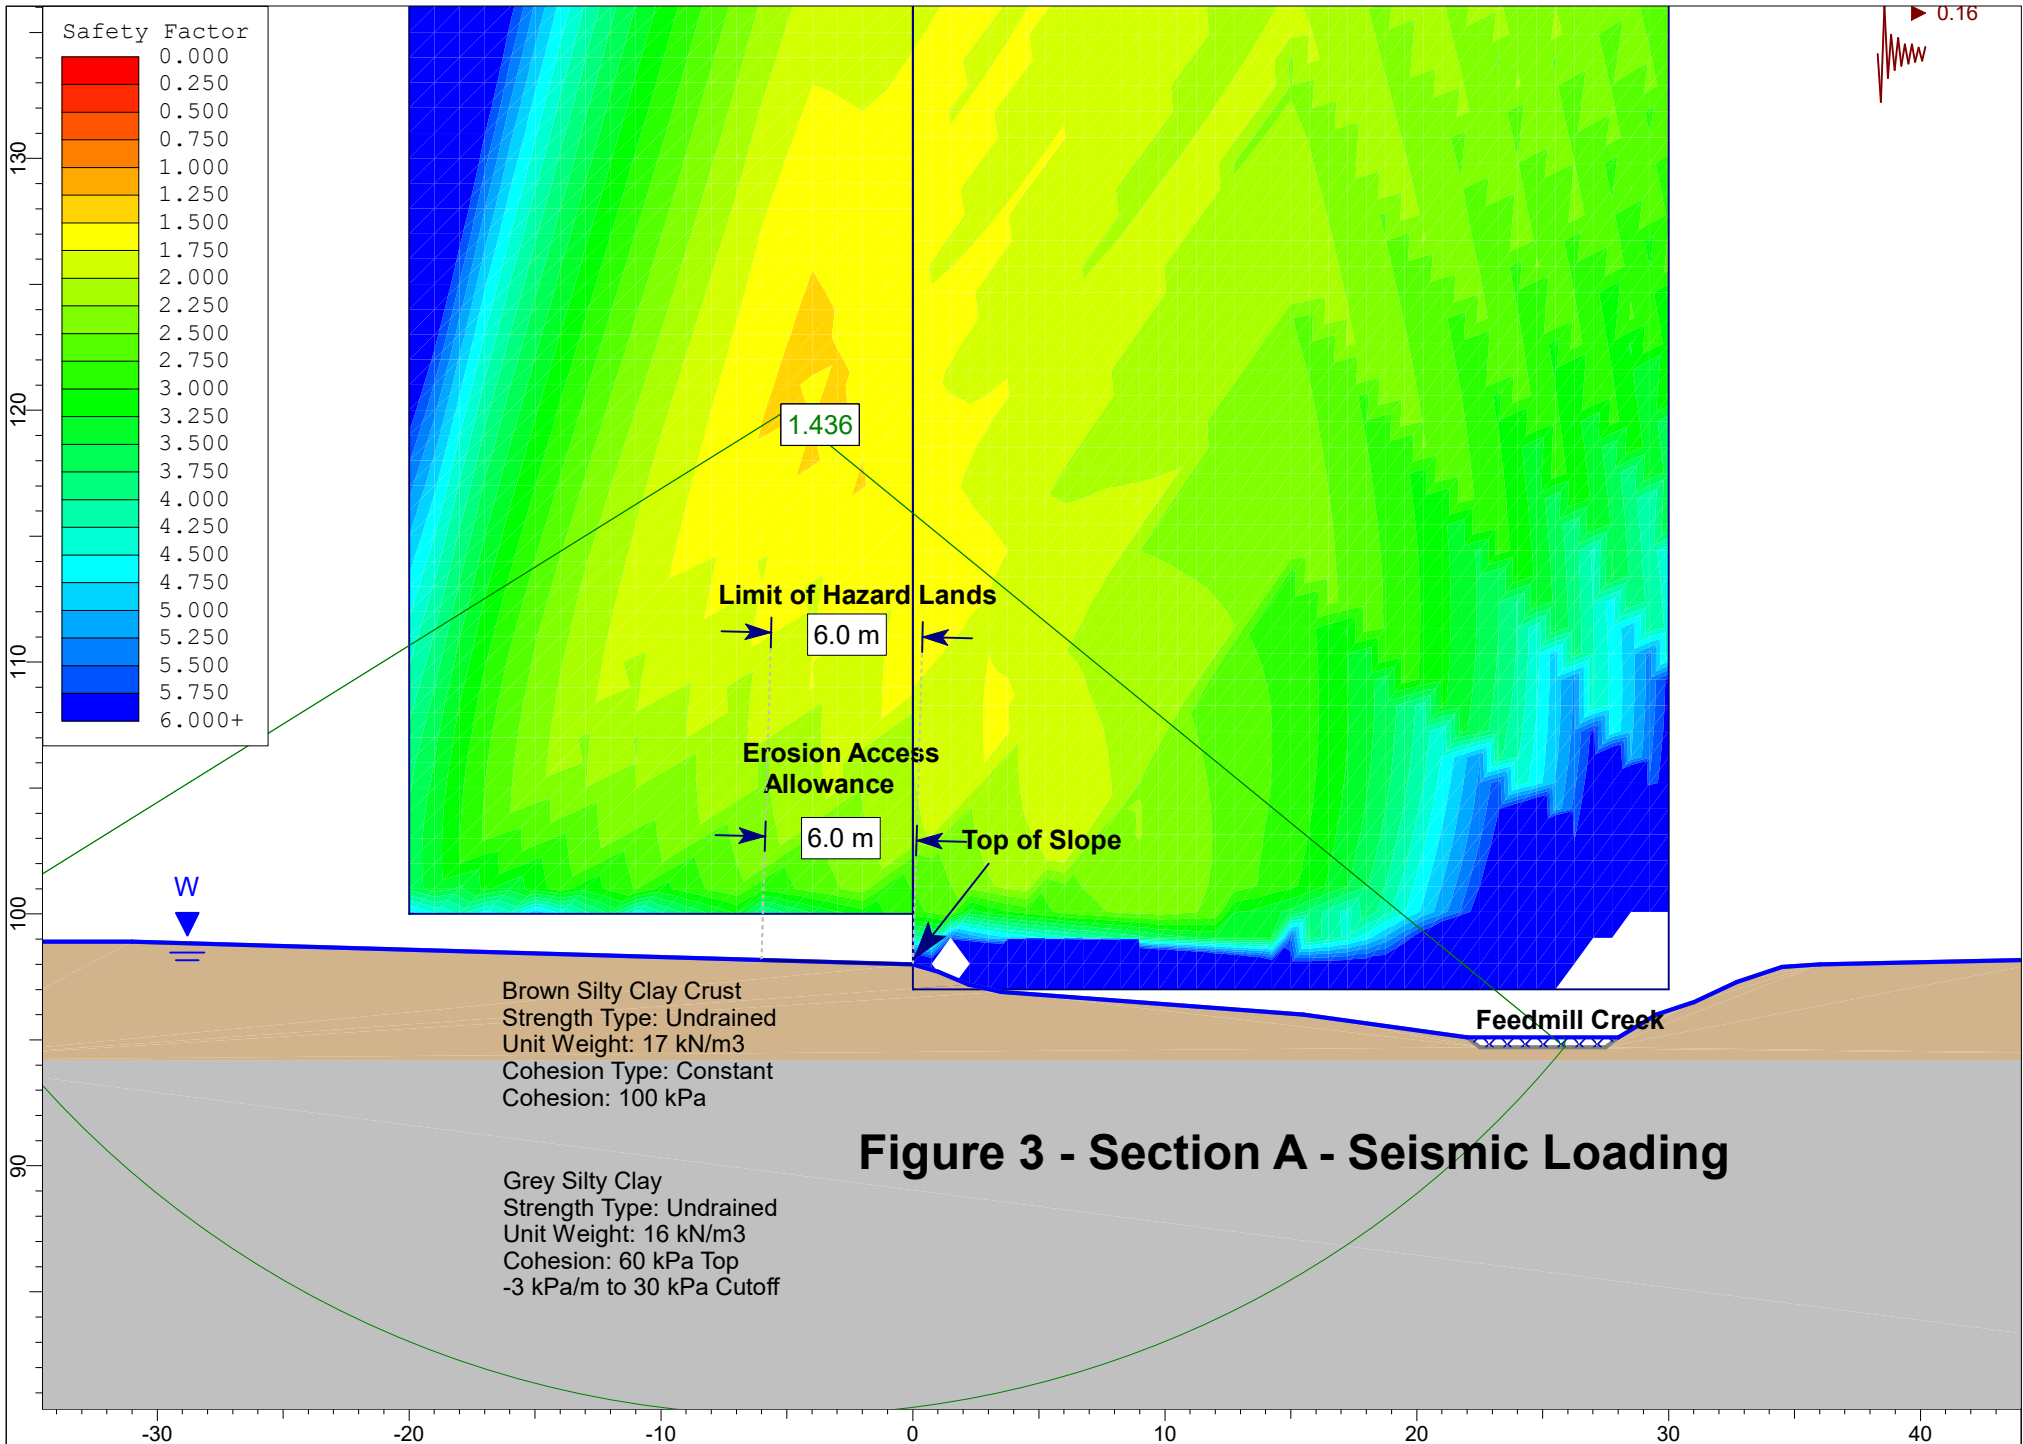 Safety Factor
0.000
0.250
0.500
0.750
1.000
1.250
1.500
1.750
2.000
2.250
2.500
2.750
3.000
3.250
3.500
3.750
4.000
4.250
4.500
4.750
5.000
5.250
5.500
5.750
6.000+
0.16
130
120
110
100
90
1.436
Limit of Hazard Lands
6.0 m
Erosion Access
Allowance
6.0 m
Top of Slope
W
Feedmill Creek
Brown Silty Clay Crust
Strength Type: Undrained
Unit Weight: 17 kN/m3
Cohesion Type: Constant
Cohesion: 100 kPa
Figure 3 - Section A - Seismic Loading
Grey Silty Clay
Strength Type: Undrained
Unit Weight: 16 kN/m3
Cohesion: 60 kPa Top
-3 kPa/m to 30 kPa Cutoff
-30 -20 -10 0 10 20 30 40